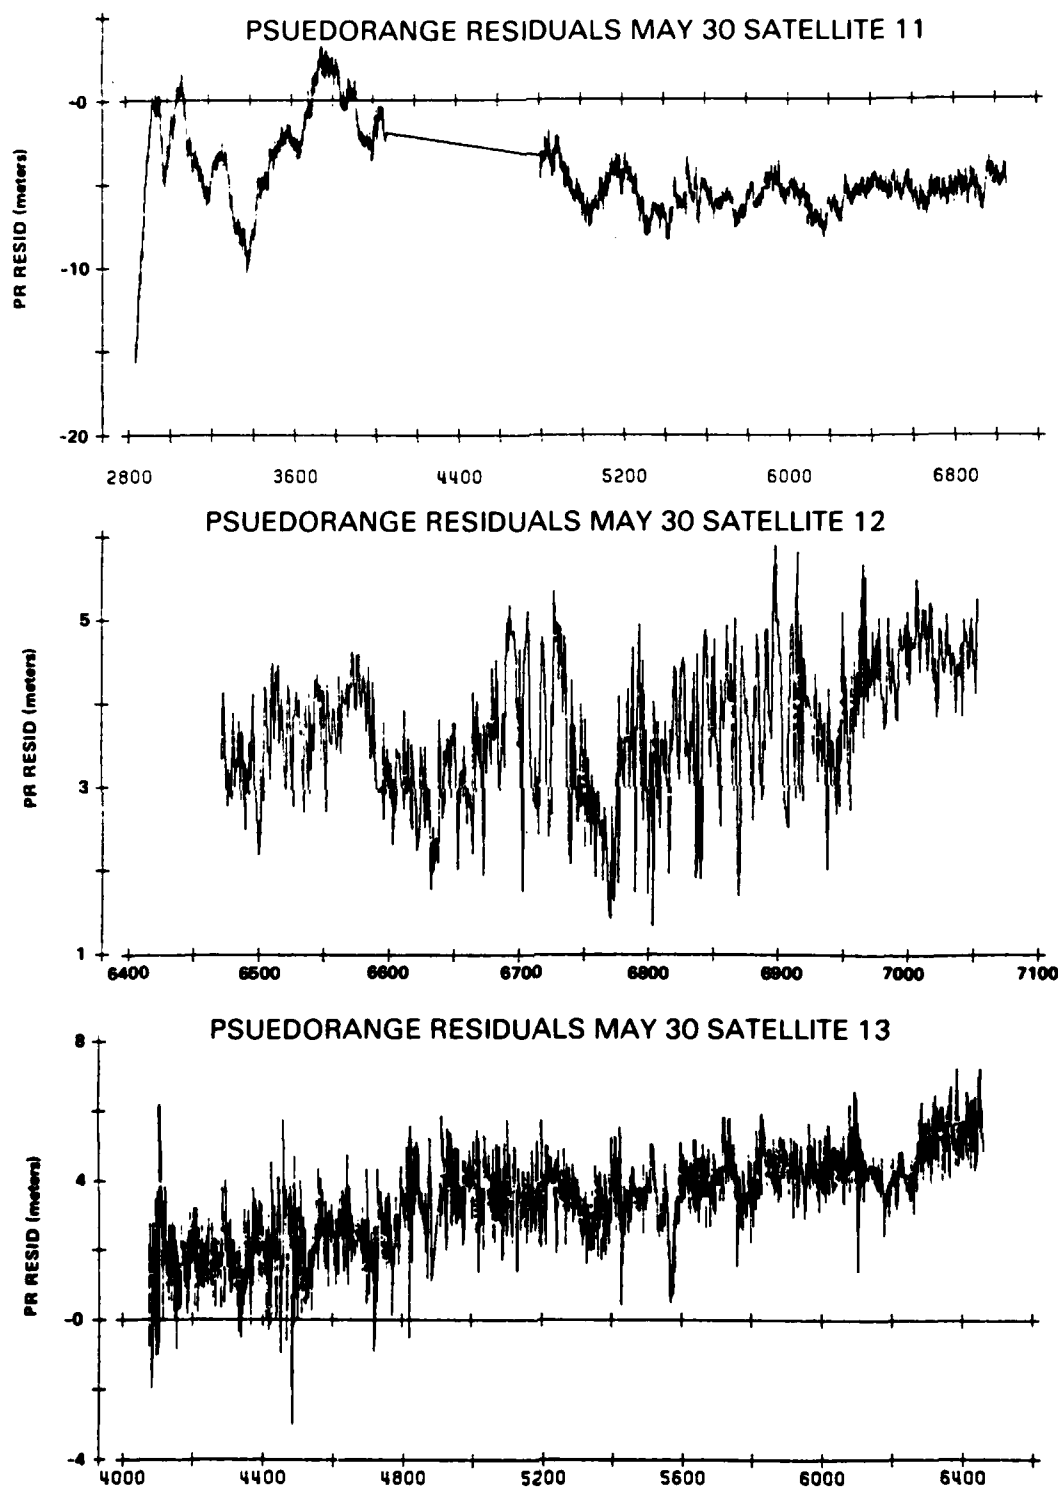 PSUEDORANGE RESIDUALS MAY 30 SATELLITE 11
-0
-10
-20
PR RESID (meters)
2800 3600 4400 5200 6000 6800
PSUEDORANGE RESIDUALS MAY 30 SATELLITE 12
5
3
1
PR RESID (meters)
6400 6500 6600 6700 6800 6900 7000 7100
PSUEDORANGE RESIDUALS MAY 30 SATELLITE 13
8
4
-0
-4
PR RESID (meters)
4000 4400 4800 5200 5600 6000 6400